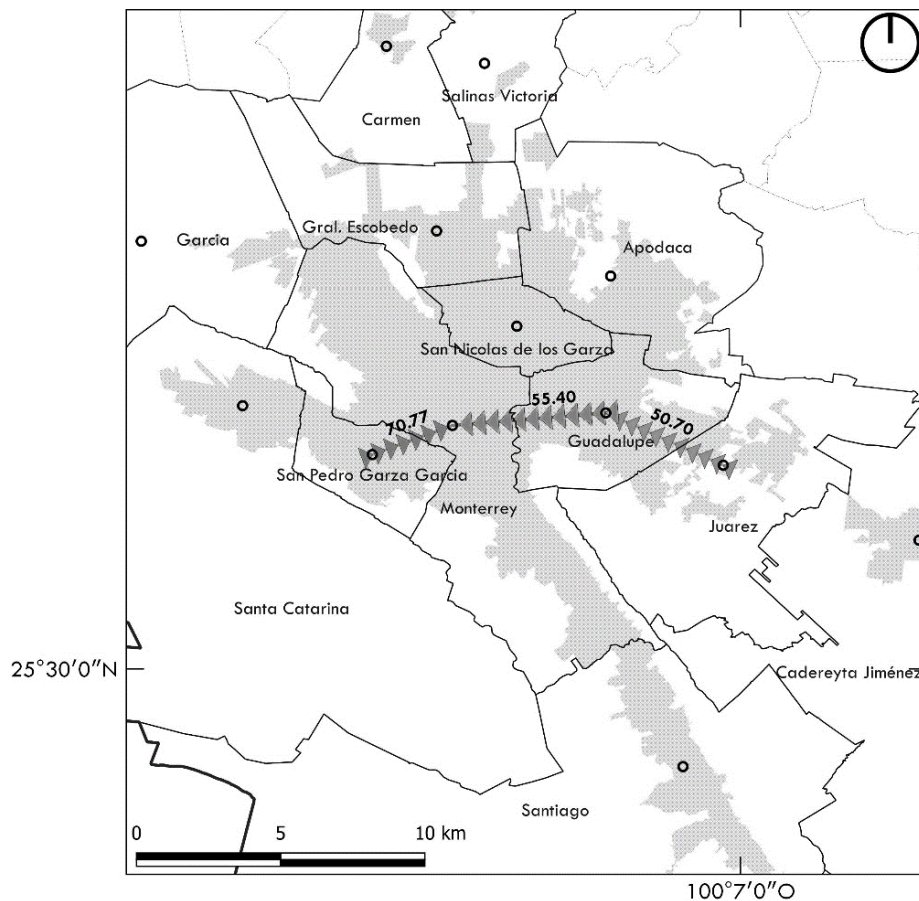 Salinas Victoria
Carmen
Gral. Escobedo
García
Apodaca
San Nicolas de los Garza
55.40
70.77
50.70
Guadalupe
San Pedro Garza Garcia
Monterrey
Juarez
Santa Catarina
25°30′0″N
Cadereyta Jiménez
Santiago
0 5 10 km
100°7′0″O